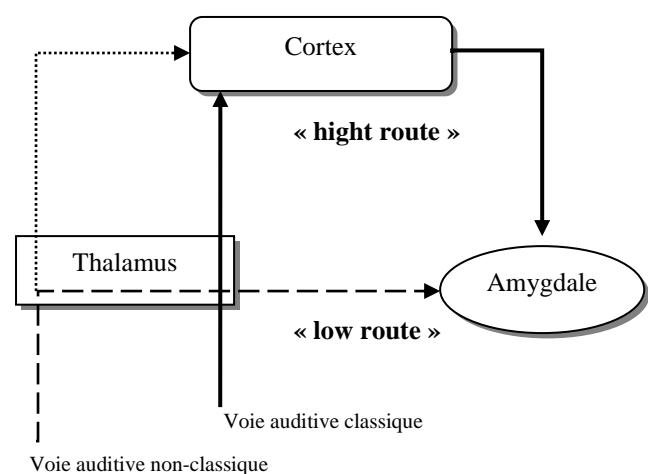 Cortex
« hight route »
Thalamus
Amygdale
« low route »
Voie auditive classique
Voie auditive non-classique